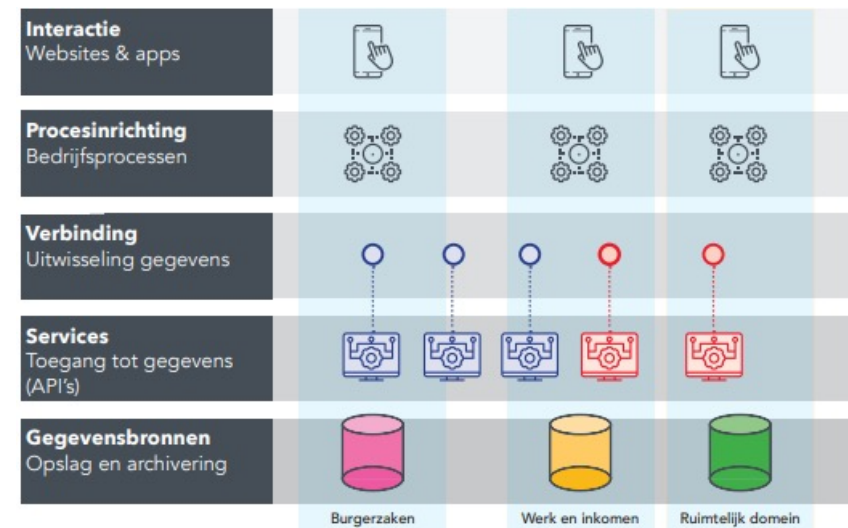 Interactie
Websites & apps
Procesinrichting
Bedrijfsprocessen
Verbinding
Uitwisseling gegevens
Services
Toegang tot gegevens
(API's)
Gegevensbronnen
Opslag en archivering
Burgerzaken
Werk en inkomen
Ruimtelijk domein